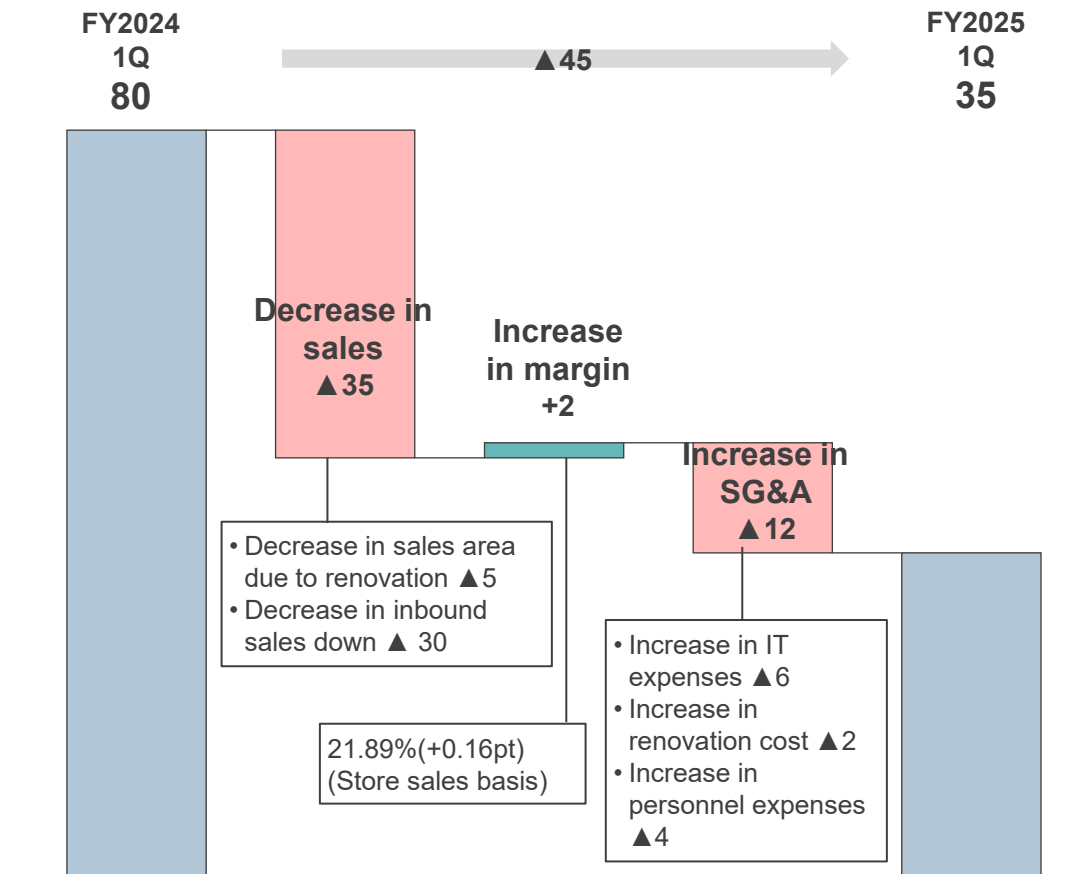 FY2024
1Q
80
▲45
FY2025
1Q
35
Decrease in
sales
▲35
Increase
in margin
+2
Increase in
SG&A
▲12
• Decrease in sales area
due to renovation ▲5
• Decrease in inbound
sales down ▲ 30
21.89%(+0.16pt)
(Store sales basis)
• Increase in IT
expenses ▲6
• Increase in
renovation cost ▲2
• Increase in
personnel expenses
▲4